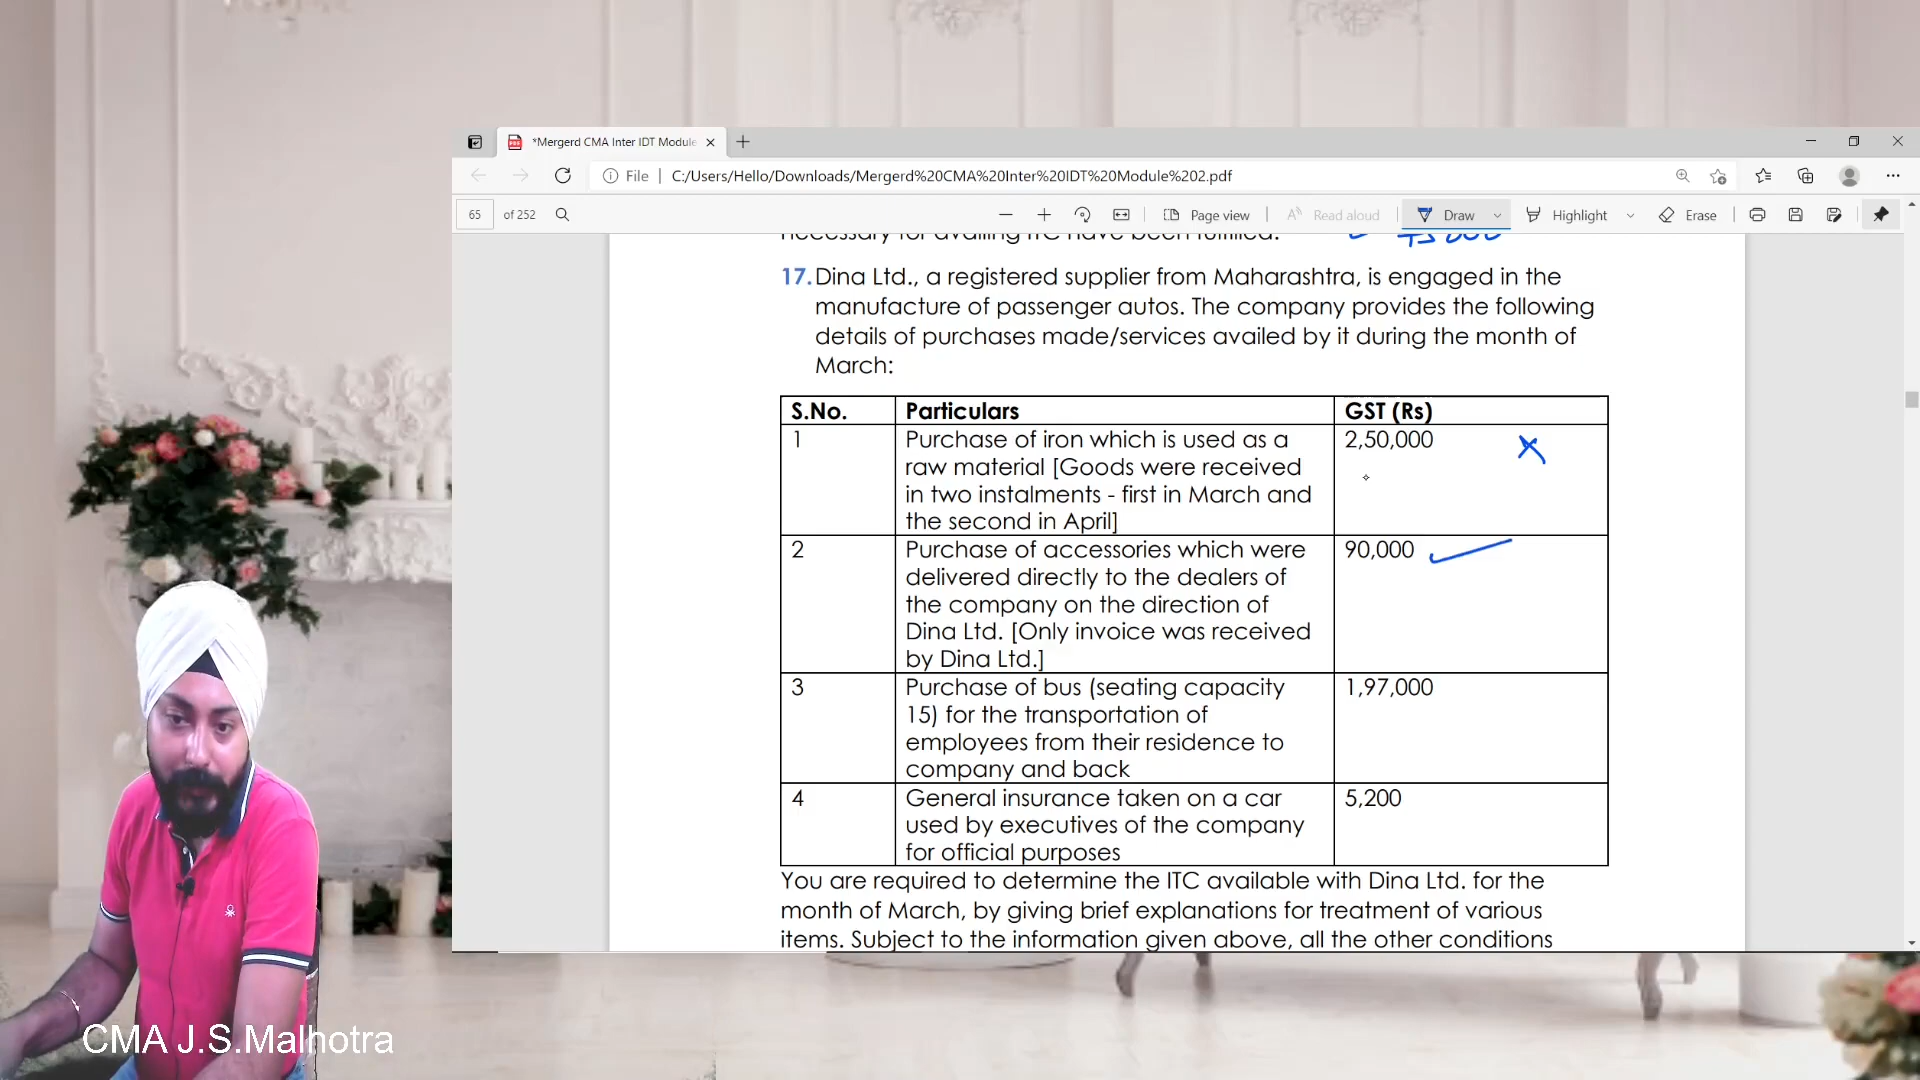 *Mergerd CMA Inter IDT Module
File
C:/Users/Hello/Downloads/Mergerd%20CMA%20Inter%20IDT%20Module%202.pdf
65 of 252
Page view
Read aloud
Draw
Highlight
Erase
necessary for availing ITC have been fulfilled.
17. Dina Ltd., a registered supplier from Maharashtra, is engaged in the
manufacture of passenger autos. The company provides the following
details of purchases made/services availed by it during the month of
March:
S.No. Particulars GST (Rs)
1 Purchase of iron which is used as a 2,50,000
raw material [Goods were received
in two instalments - first in March and
the second in April]
2 Purchase of accessories which were 90,000
delivered directly to the dealers of
the company on the direction of
Dina Ltd. [Only invoice was received
by Dina Ltd.]
3 Purchase of bus (seating capacity 1,97,000
15) for the transportation of
employees from their residence to
company and back
4 General insurance taken on a car 5,200
used by executives of the company
for official purposes
You are required to determine the ITC available with Dina Ltd. for the
month of March, by giving brief explanations for treatment of various
items. Subject to the information given above, all the other conditions
CMA J.S.Malhotra